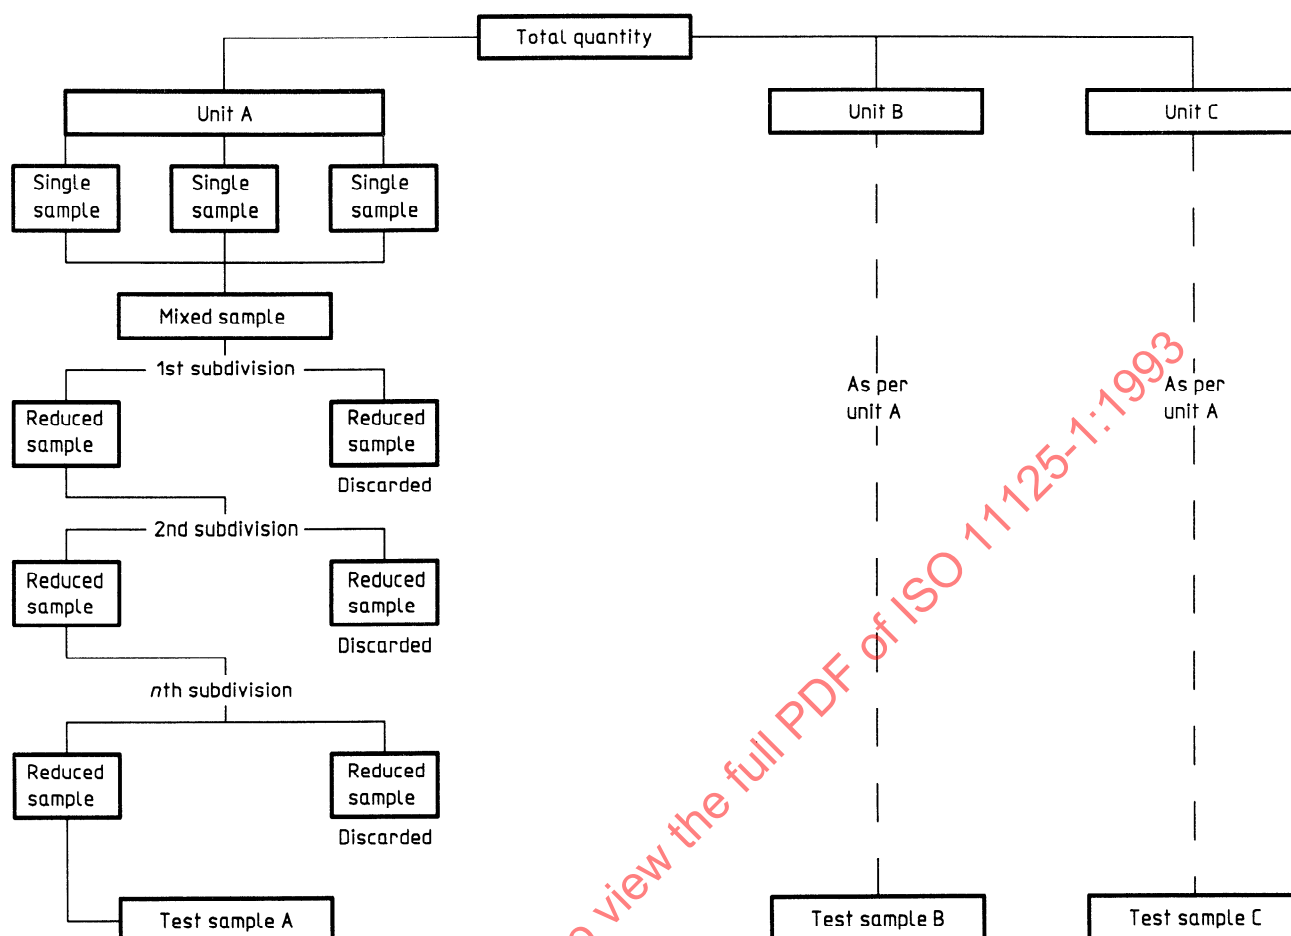 Total quantity
Unit A
Unit B
Unit C
Single
sample
Single
sample
Single
sample
Mixed sample
1st subdivision
Reduced
sample
Reduced
sample
Discarded
As per
unit A
As per
unit A
2nd subdivision
Reduced
sample
Reduced
sample
Discarded
nth subdivision
Reduced
sample
Reduced
sample
Discarded
Test sample A
Test sample B
Test sample C
view the full PDF of ISO 11125-1:1993